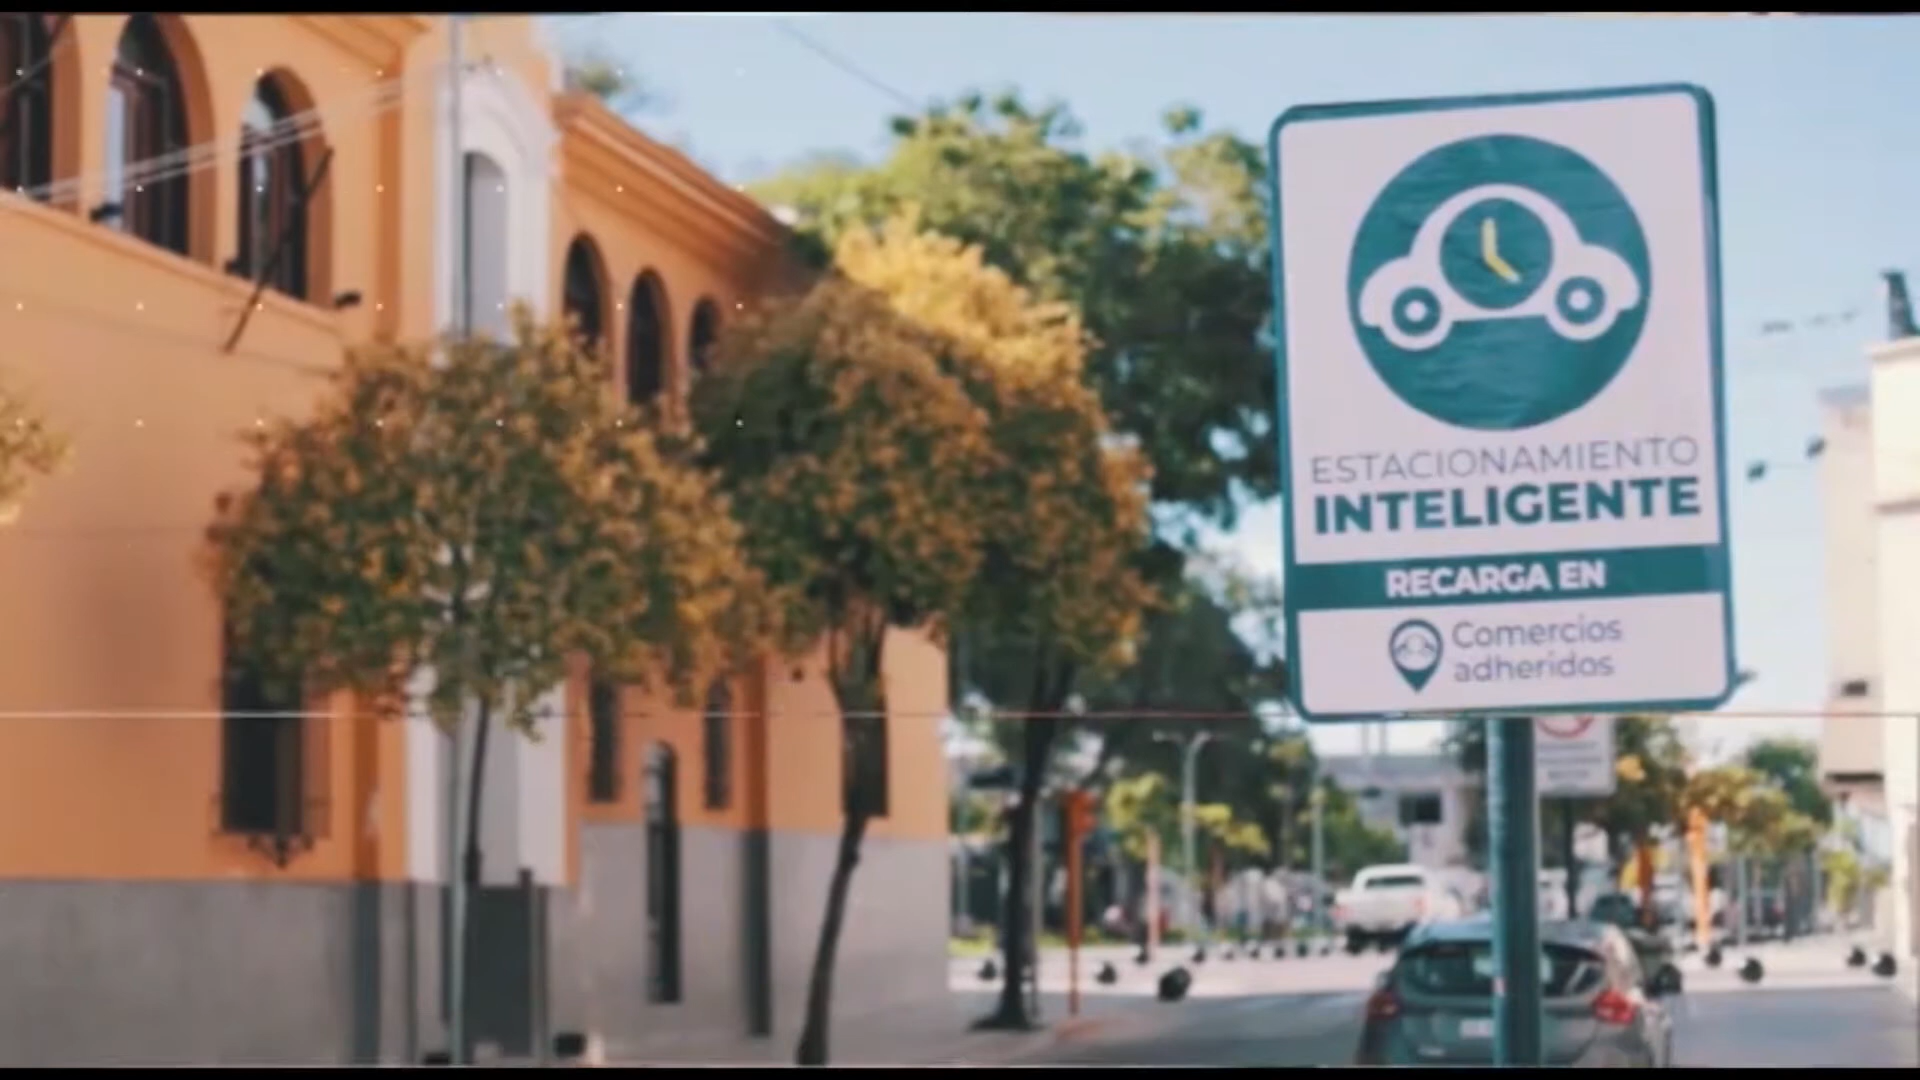 ESTACIONAMIENTO
INTELIGENTE
RECARGA EN
Comercios
adheridos